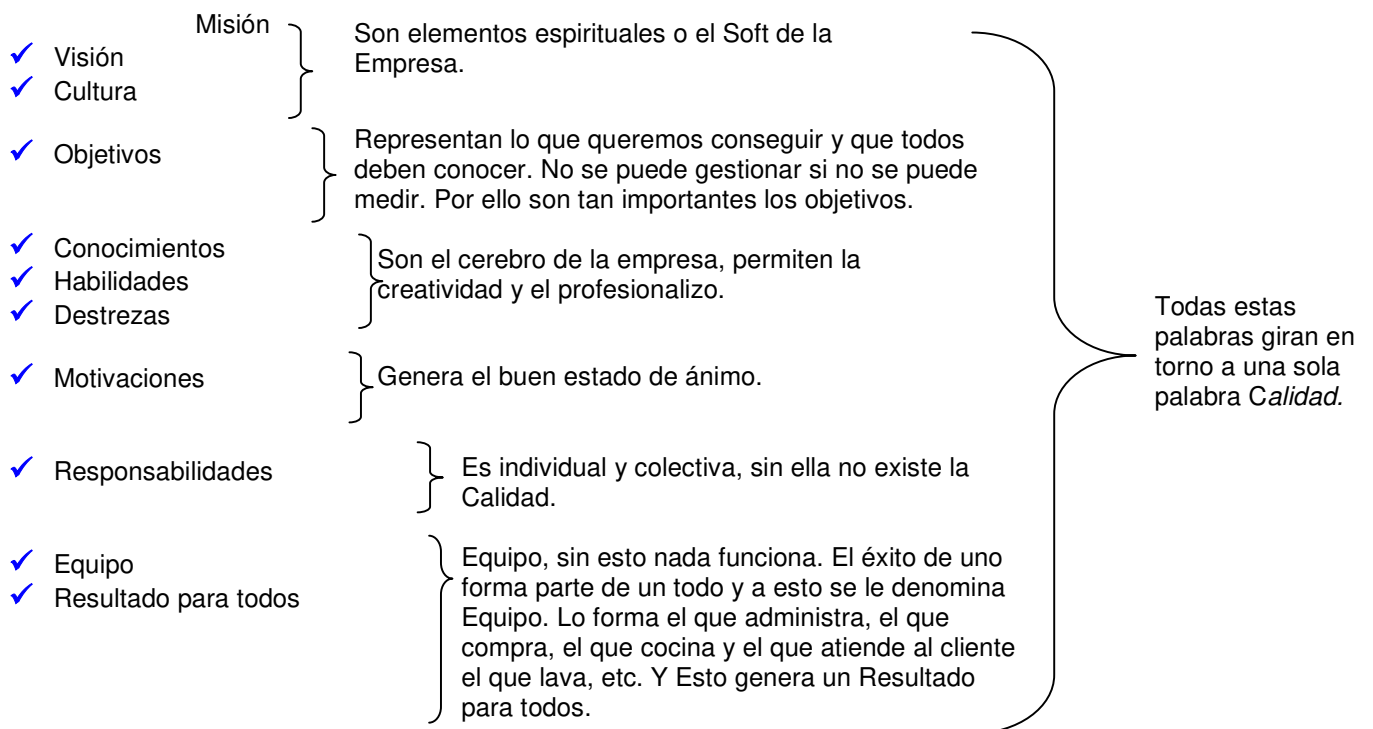 Misión
Visión
Cultura
Son elementos espirituales o el Soft de la
Empresa.
Objetivos
Representan lo que queremos conseguir y que todos
deben conocer. No se puede gestionar si no se puede
medir. Por ello son tan importantes los objetivos.
Conocimientos
Habilidades
Destrezas
Son el cerebro de la empresa, permiten la
creatividad y el profesionalizo.
Motivaciones
Genera el buen estado de ánimo.
Responsabilidades
Es individual y colectiva, sin ella no existe la
Calidad.
Equipo
Resultado para todos
Equipo, sin esto nada funciona. El éxito de uno
forma parte de un todo y a esto se le denomina
Equipo. Lo forma el que administra, el que
compra, el que cocina y el que atiende al cliente
el que lava, etc. Y Esto genera un Resultado
para todos.
Todas estas
palabras giran en
torno a una sola
palabra Calidad.